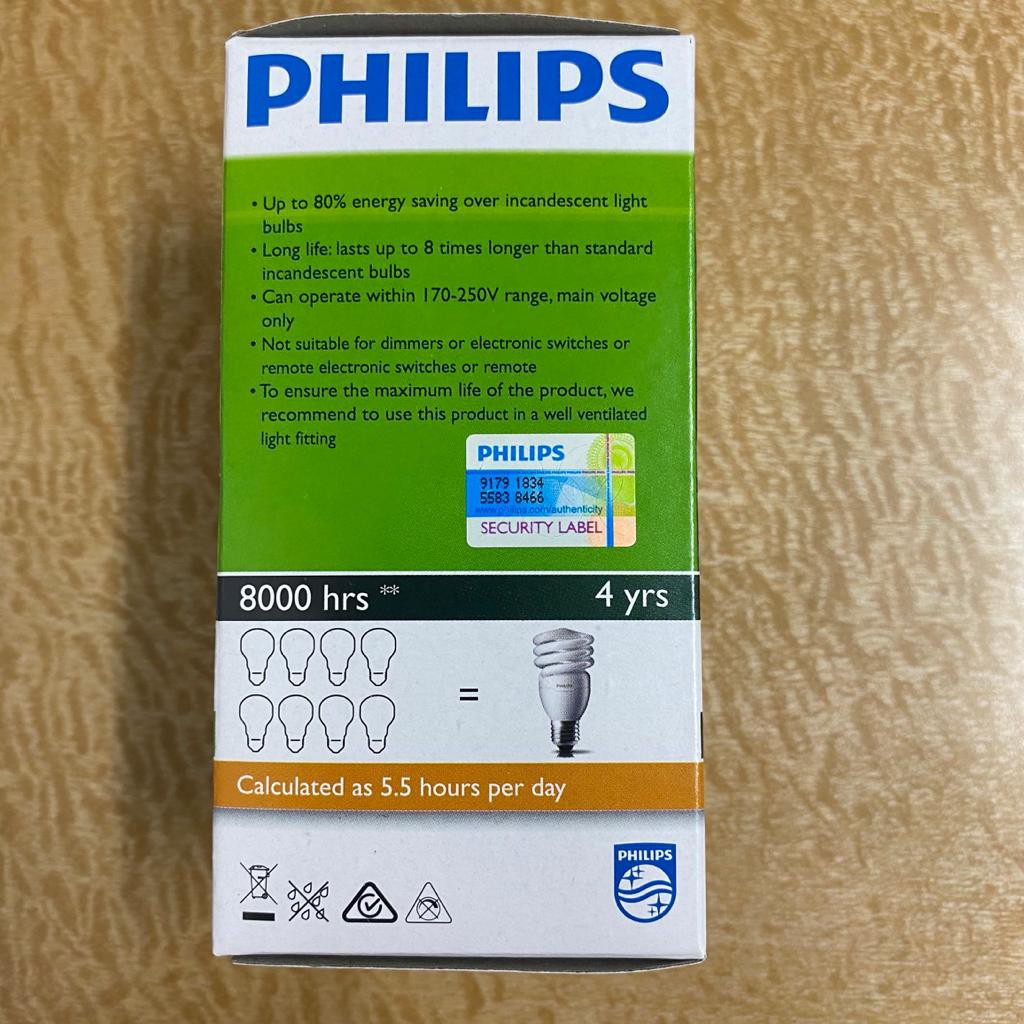 PHILIPS
• Up to 80% energy saving over incandescent light
bulbs
• Long life: lasts up to 8 times longer than standard
incandescent bulbs
• Can operate within 170-250V range, main voltage
only
• Not suitable for dimmers or electronic switches or
remote electronic switches or remote
• To ensure the maximum life of the product, we
recommend to use this product in a well ventilated
light fitting
PHILIPS
9179 1834
5583 8466
www.philips.com/authenticity
SECURITY LABEL
8000 hrs ** 4 yrs
=
PHILIPS
Calculated as 5.5 hours per day
PHILIPS